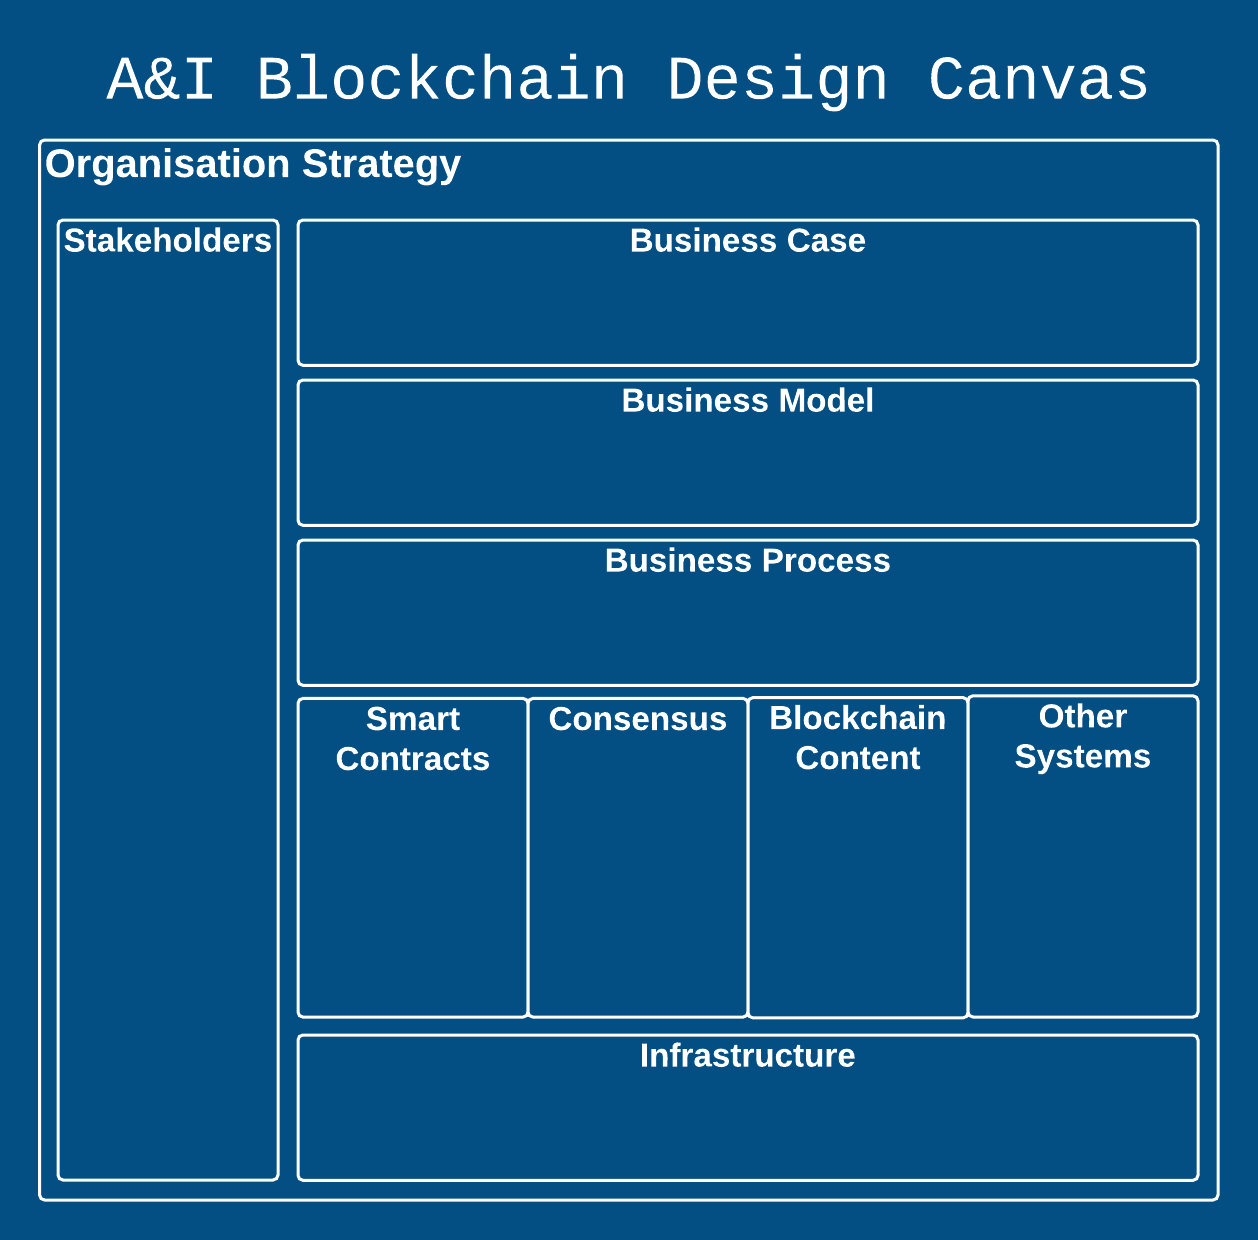 A&I Blockchain Design Canvas
Organisation Strategy
Stakeholders
Business Case
Business Model
Business Process
Smart
Contracts
Consensus
Blockchain
Content
Other
Systems
Infrastructure